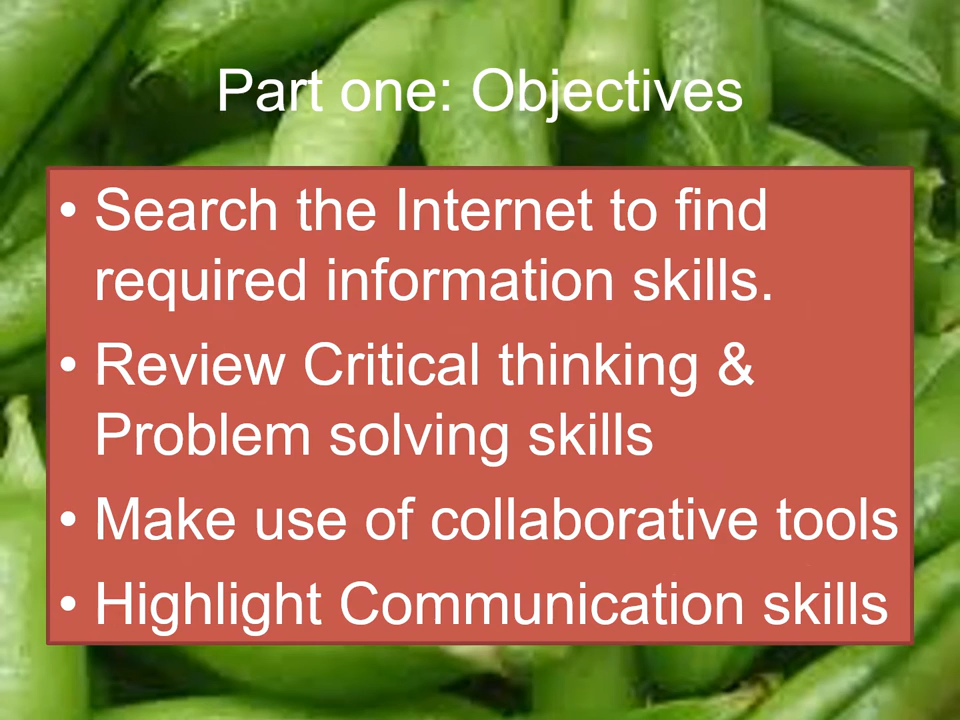 Part one: Objectives
• Search the Internet to find
required information skills.
• Review Critical thinking &
Problem solving skills
• Make use of collaborative tools
• Highlight Communication skills